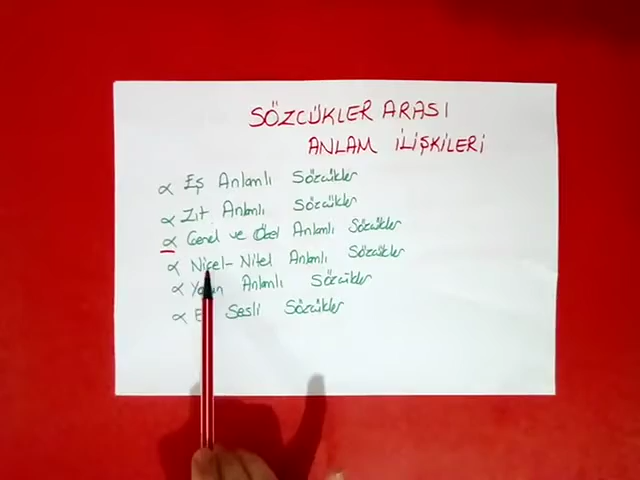 SÖZCÜKLER ARASI
ANLAM İLİŞKİLERİ
∝ Eş Anlamlı Sözcükler
∝ Zıt Anlamlı Sözcükler
∝ Genel ve Özel Anlamlı Sözcükler
∝ Nicel - Nitel Anlamlı Sözcükler
∝ Anlamlı Sözcükler
∝ Sesli Sözcükler